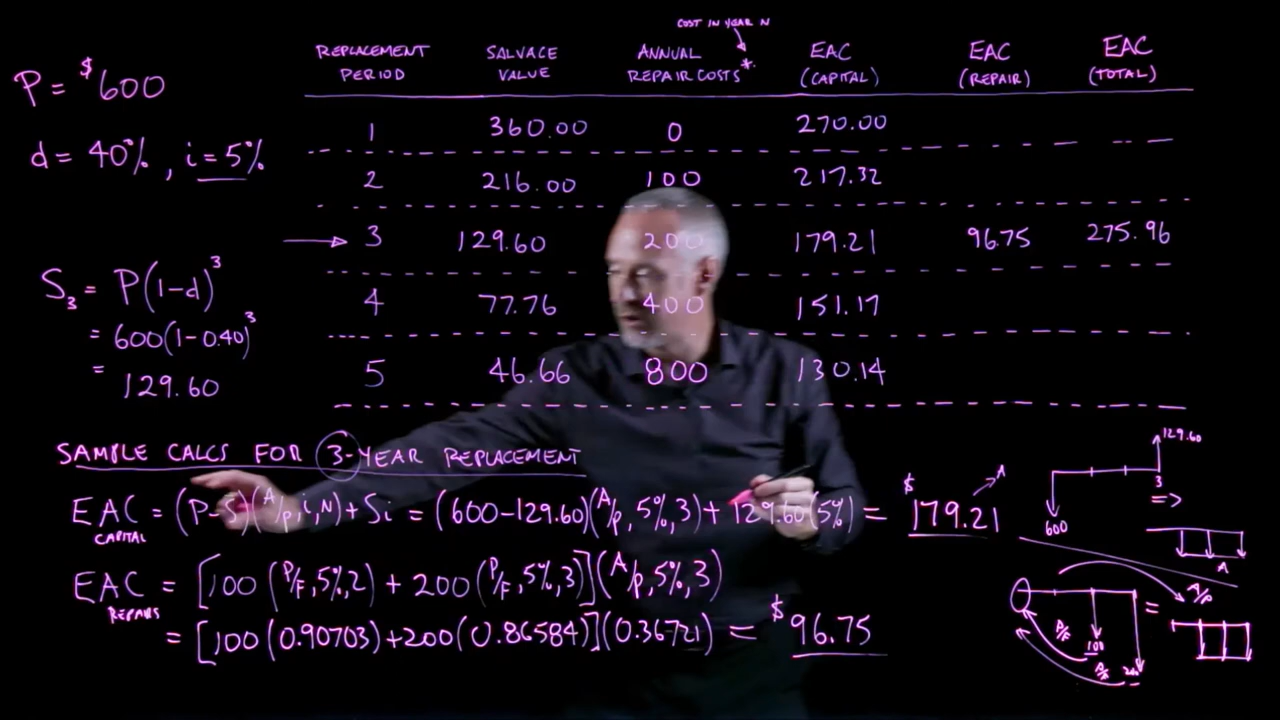 COST IN YEAR N
REPLACEMENT PERIOD SALVAGE VALUE ANNUAL REPAIR COSTS* EAC (CAPITAL) EAC (REPAIR) EAC (TOTAL)
P = $600
d = 40%, i = 5%
1 360.00 0 270.00
2 216.00 100 217.32
3 129.60 200 179.21 96.75 275.96
4 77.76 400 151.17
5 46.66 800 130.14
S3 = P(1-d)^3
= 600(1-0.40)^3
= 129.60
SAMPLE CALCS FOR 3-YEAR REPLACEMENT
EAC CAPITAL = (P-S)(A/P, i, N) + Si = (600-129.60)(A/P, 5%, 3) + 129.60(5%) = $179.21
A
EAC REPAIRS = [100(P/F, 5%, 2) + 200(P/F, 5%, 3)](A/P, 5%, 3)
= [100(0.90703)+200(0.86584)](0.36721) = $96.75
129.60
3
600
=>
A
=
A/P
P/F
100